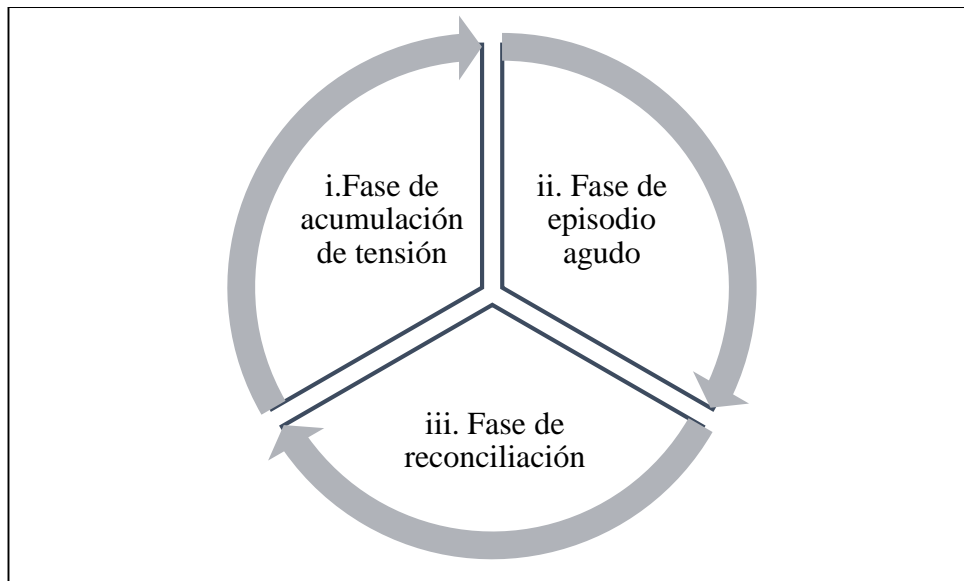 i.Fase de
acumulación
de tensión
ii. Fase de
episodio
agudo
iii. Fase de
reconciliación